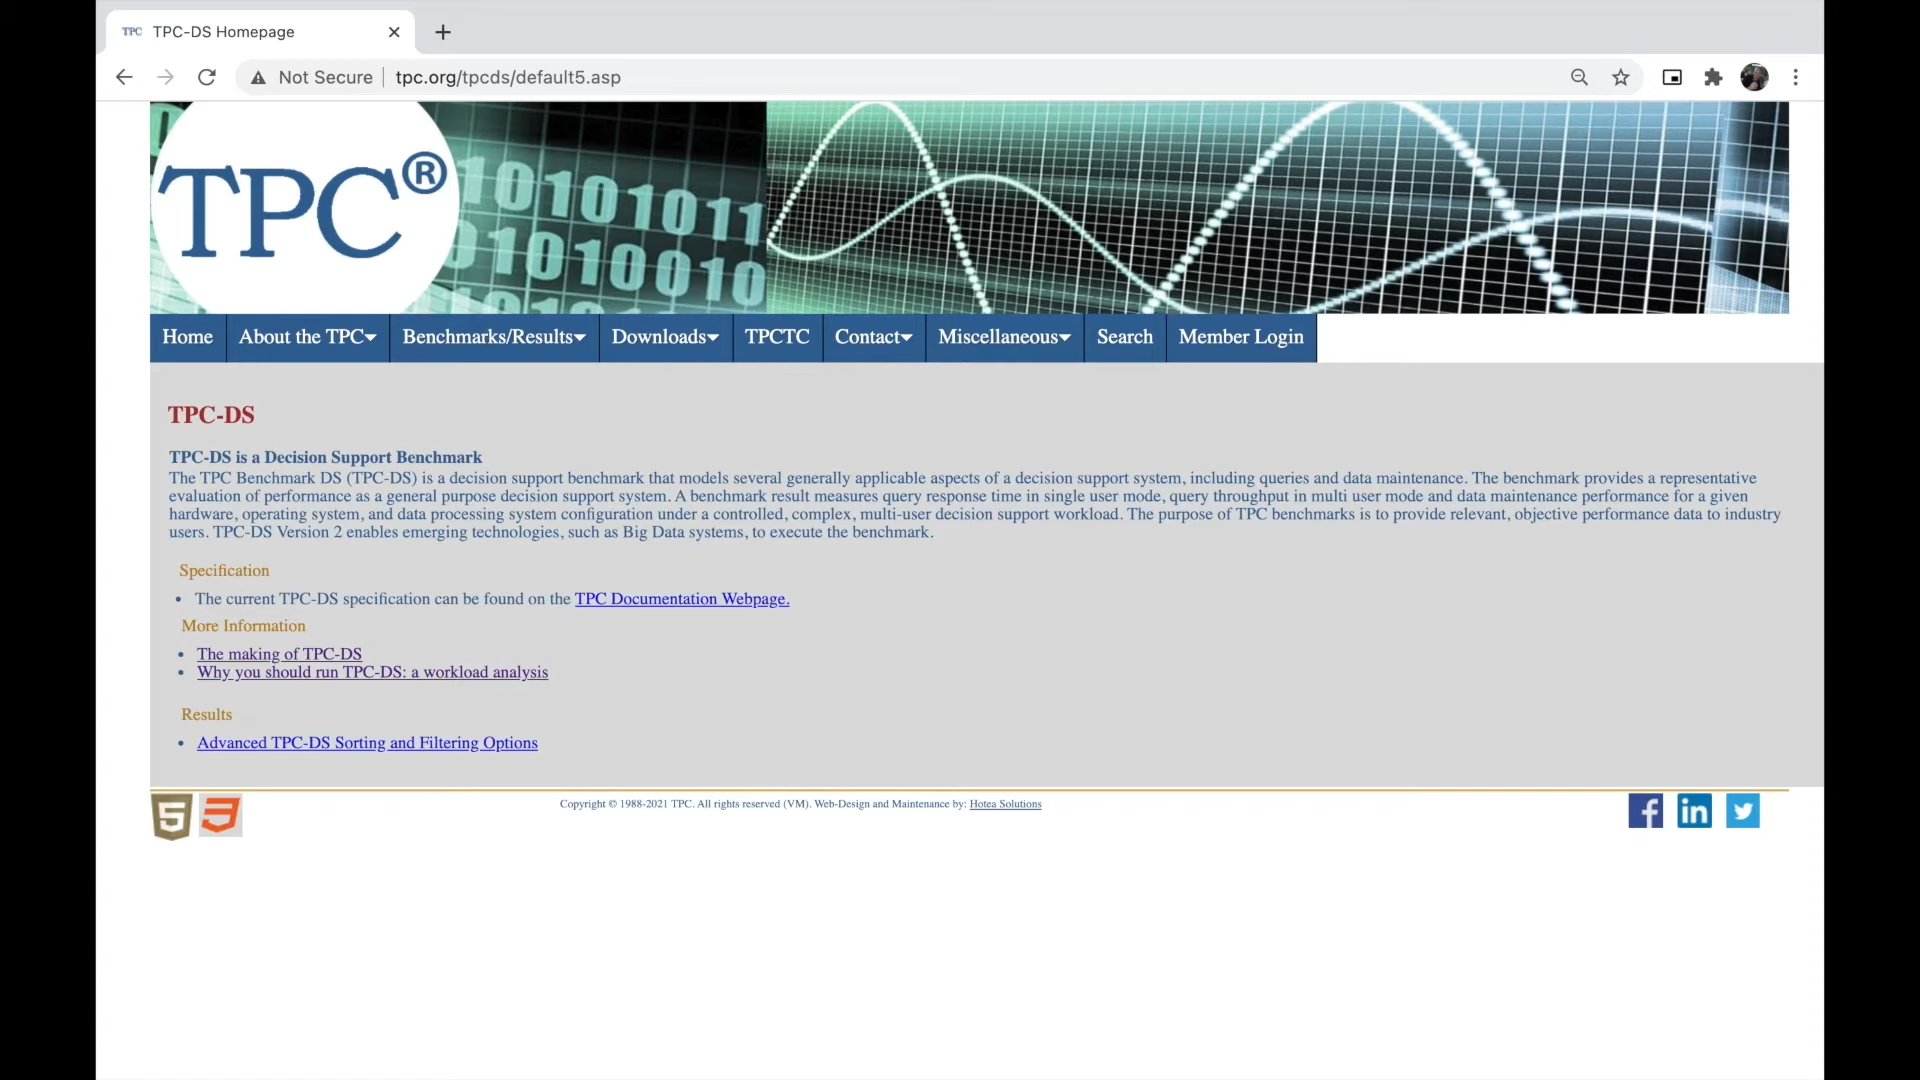 TPC TPC-DS Homepage
Not Secure tpc.org/tpcds/default5.asp
TPC®
10101011
01010010
Home About the TPC Benchmarks/Results Downloads TPCTC Contact Miscellaneous Search Member Login
TPC-DS
TPC-DS is a Decision Support Benchmark
The TPC Benchmark DS (TPC-DS) is a decision support benchmark that models several generally applicable aspects of a decision support system, including queries and data maintenance. The benchmark provides a representative
evaluation of performance as a general purpose decision support system. A benchmark result measures query response time in single user mode, query throughput in multi user mode and data maintenance performance for a given
hardware, operating system, and data processing system configuration under a controlled, complex, multi-user decision support workload. The purpose of TPC benchmarks is to provide relevant, objective performance data to industry
users. TPC-DS Version 2 enables emerging technologies, such as Big Data systems, to execute the benchmark.
Specification
• The current TPC-DS specification can be found on the TPC Documentation Webpage.
More Information
• The making of TPC-DS
• Why you should run TPC-DS: a workload analysis
Results
• Advanced TPC-DS Sorting and Filtering Options
5 Copyright © 1988-2021 TPC. All rights reserved (VM). Web-Design and Maintenance by: Hotea Solutions f in